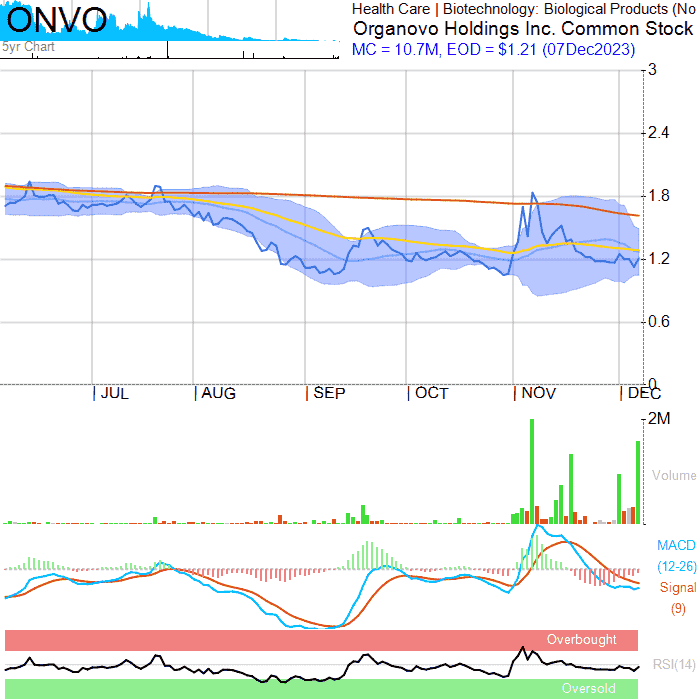 ONVO
5yr Chart
Health Care | Biotechnology: Biological Products (No
Organovo Holdings Inc. Common Stock
MC = 10.7M, EOD = $1.21 (07Dec2023)
3
2.4
1.8
1.2
0.6
0
JUL AUG SEP OCT NOV DEC
2M
Volume
MACD
(12-26)
Signal
(9)
Overbought
RSI(14)
Oversold